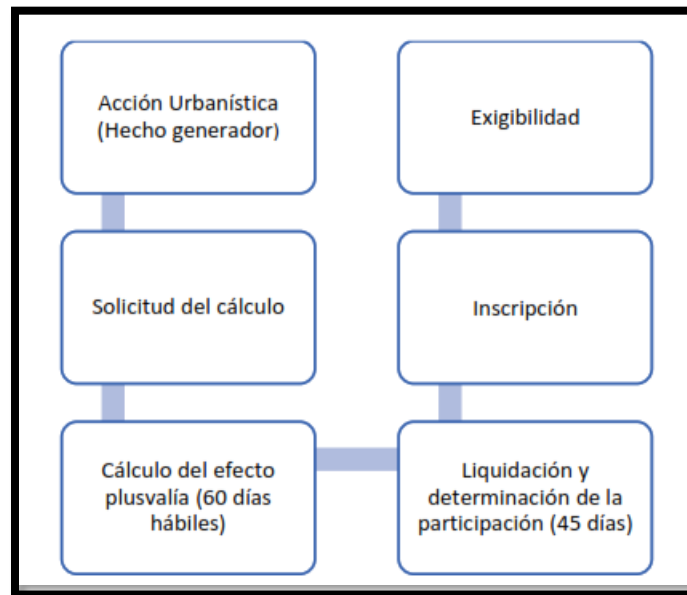 Acción Urbanística
(Hecho generador)
Solicitud del cálculo
Cálculo del efecto
plusvalía (60 días
hábiles)
Liquidación y
determinación de la
participación (45 días)
Inscripción
Exigibilidad